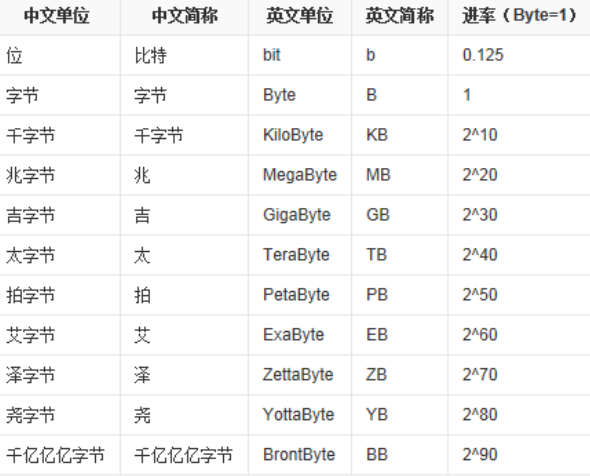 中文单位 中文简称 英文单位 英文简称 进率（Byte=1）
位 比特 bit b 0.125
字节 字节 Byte B 1
千字节 千字节 KiloByte KB 2^10
兆字节 兆 MegaByte MB 2^20
吉字节 吉 GigaByte GB 2^30
太字节 太 TeraByte TB 2^40
拍字节 拍 PetaByte PB 2^50
艾字节 艾 ExaByte EB 2^60
泽字节 泽 ZettaByte ZB 2^70
尧字节 尧 YottaByte YB 2^80
千亿亿亿字节 千亿亿亿字节 BrontByte BB 2^90